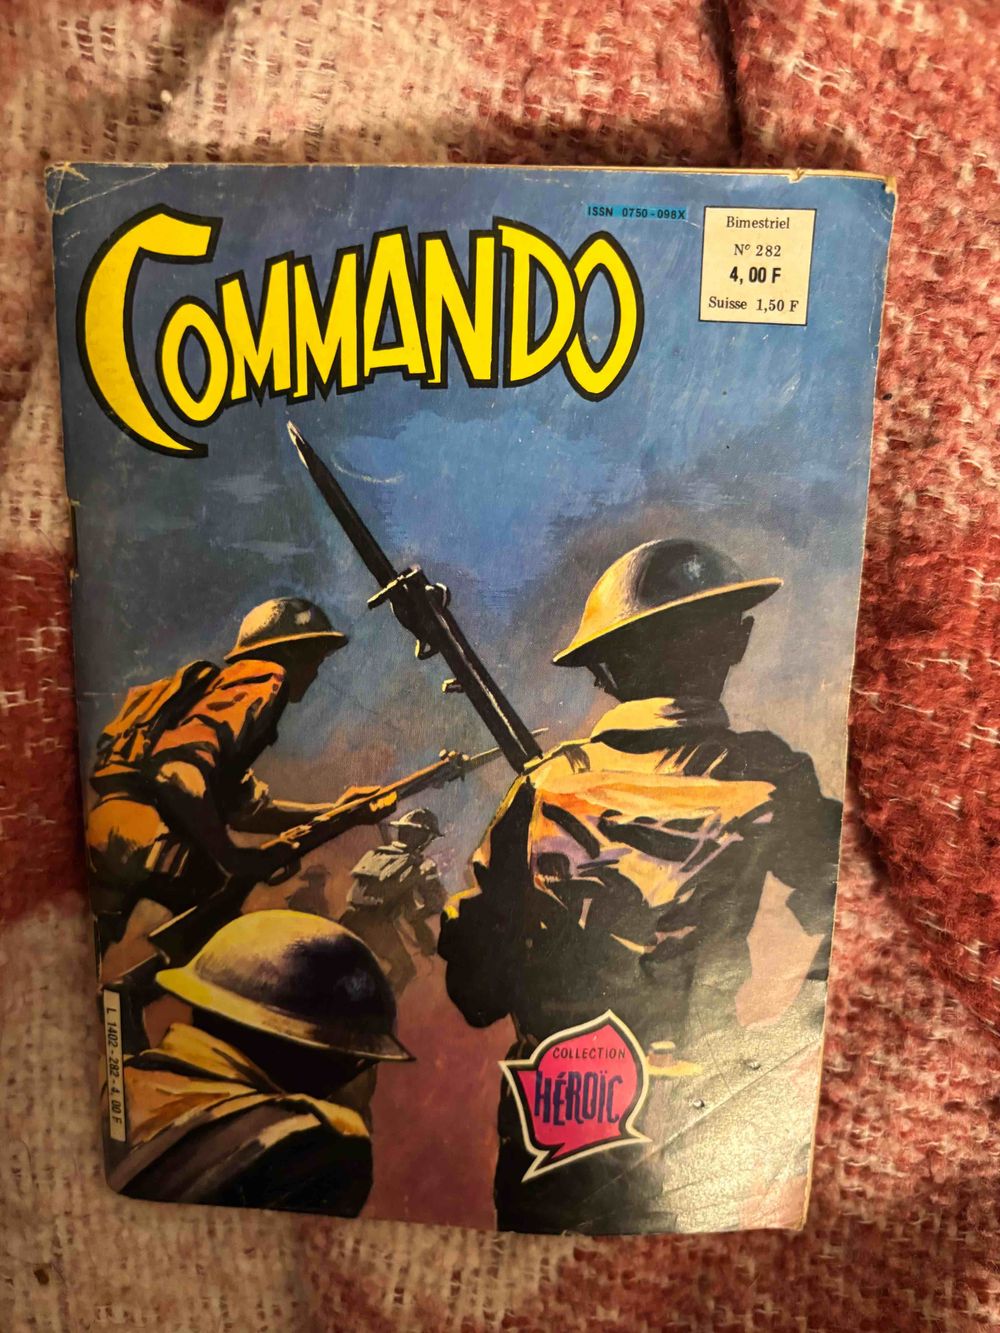 COMMANDO
ISSN 0750-098X
Bimestriel
N° 282
4,00 F
Suisse 1,50 F
L 1402 - 282 - 4,00 F
COLLECTION
HÉROÏC